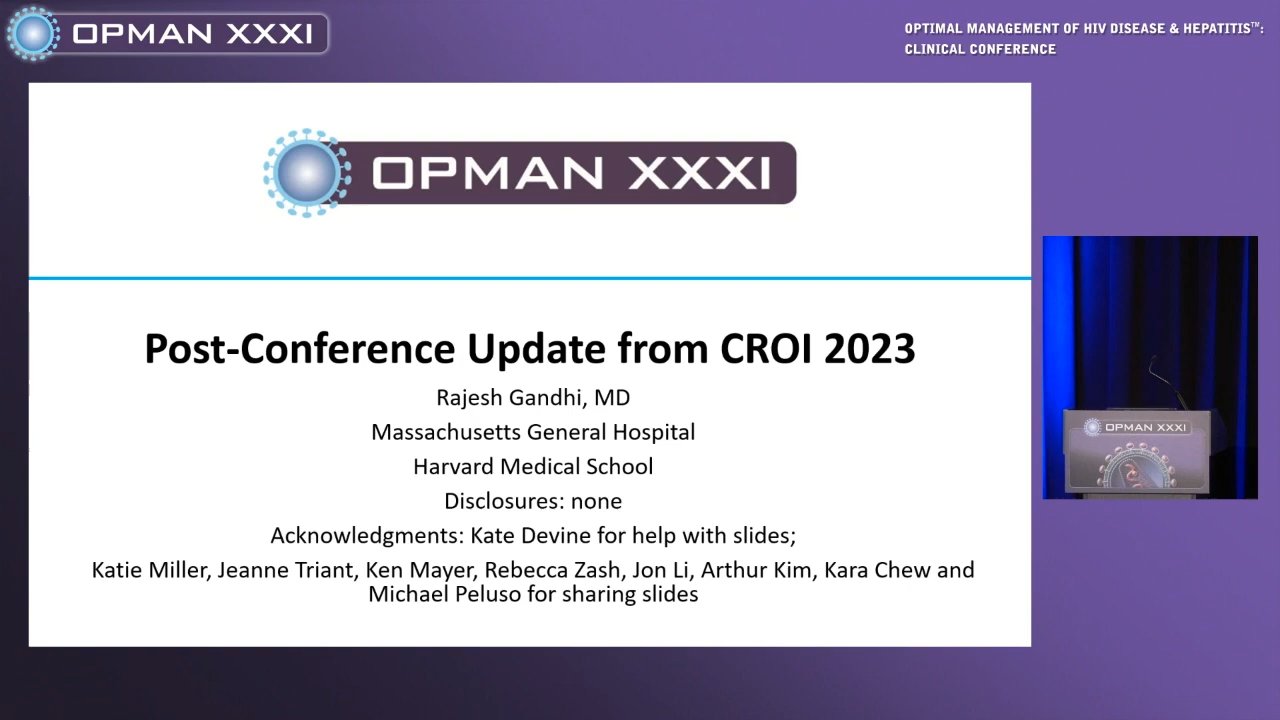 OPMAN XXXI
OPTIMAL MANAGEMENT OF HIV DISEASE & HEPATITIS™:
CLINICAL CONFERENCE
OPMAN XXXI
Post-Conference Update from CROI 2023
Rajesh Gandhi, MD
Massachusetts General Hospital
Harvard Medical School
Disclosures: none
Acknowledgments: Kate Devine for help with slides;
Katie Miller, Jeanne Triant, Ken Mayer, Rebecca Zash, Jon Li, Arthur Kim, Kara Chew and
Michael Peluso for sharing slides
OPMAN XXXI